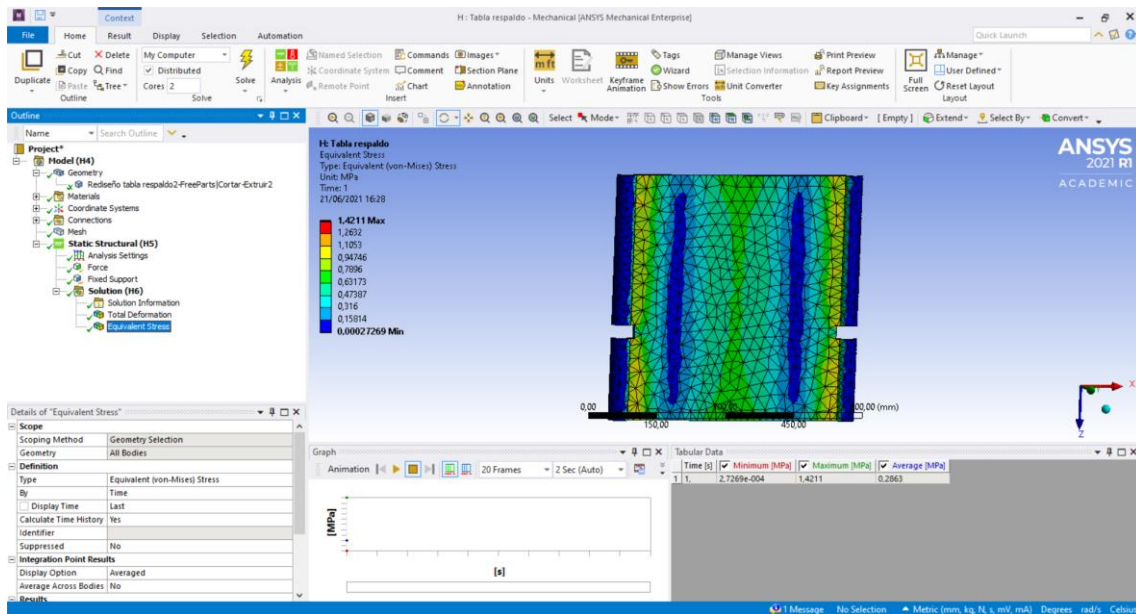 Context
H : Tabla respaldo - Mechanical [ANSYS Mechanical Enterprise]
File Home Result Display Selection Automation
Quick Launch
Duplicate
Cut
Copy
Paste
Delete
Find
Tree
Outline
My Computer
Distributed
Cores 2
Solve
Solve
Analysis
Named Selection
Coordinate System
Remote Point
Commands
Comment
Chart
Images
Section Plane
Annotation
Insert
Units
Worksheet
Keyframe
Animation
Tags
Wizard
Show Errors
Manage Views
Selection Information
Unit Converter
Print Preview
Report Preview
Key Assignments
Tools
Full
Screen
Manage
User Defined
Reset Layout
Layout
Outline
Name Search Outline
Project*
Model (H4)
Geometry
Rediseño tabla respaldo2-FreeParts|Cortar-Extruir2
Materials
Coordinate Systems
Connections
Mesh
Static Structural (H5)
Analysis Settings
Force
Fixed Support
Solution (H6)
Solution Information
Total Deformation
Equivalent Stress
Select Mode Clipboard [Empty] Extend Select By Convert
H: Tabla respaldo
Equivalent Stress
Type: Equivalent (von-Mises) Stress
Unit: MPa
Time: 1
21/06/2021 16:28
1,4211 Max
1,2632
1,1053
0,94746
0,7896
0,63173
0,47387
0,316
0,15814
0,00027269 Min
ANSYS
2021 R1
ACADEMIC
0,00
(mm)
150,00 450,00
X
Z
Details of "Equivalent Stress"
Scope
Scoping Method Geometry Selection
Geometry All Bodies
Definition
Type Equivalent (von-Mises) Stress
By Time
Display Time Last
Calculate Time History Yes
Identifier
Suppressed No
Integration Point Results
Display Option Averaged
Average Across Bodies No
Results
Graph
Animation 20 Frames 2 Sec (Auto)
[MPa]
[s]
Tabular Data
Time [s] Minimum [MPa] Maximum [MPa] Average [MPa]
1 1, 2,7269e-004 1,4211 0,2863
1 Message No Selection Metric (mm, kg, N, s, mV, mA) Degrees rad/s Celsius